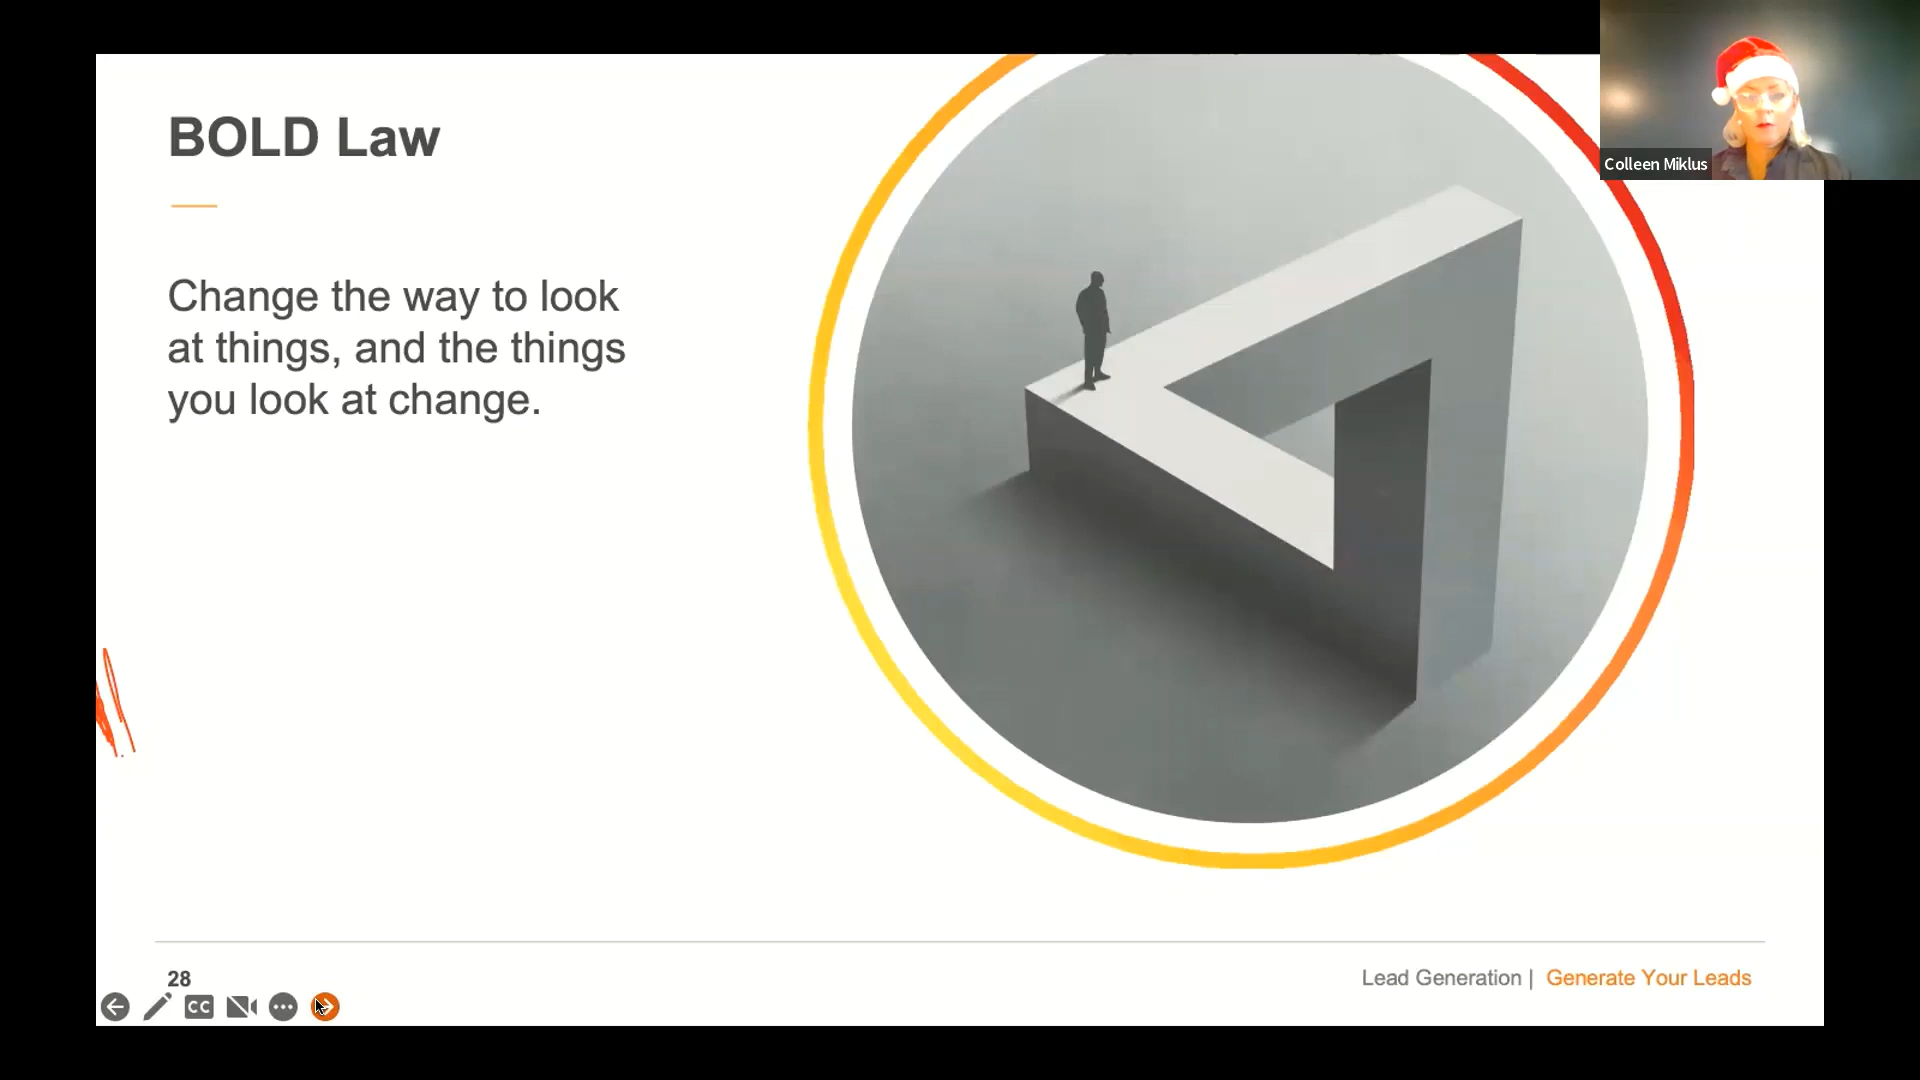 BOLD Law
Change the way to look
at things, and the things
you look at change.
Colleen Miklus
28
Lead Generation | Generate Your Leads
CC